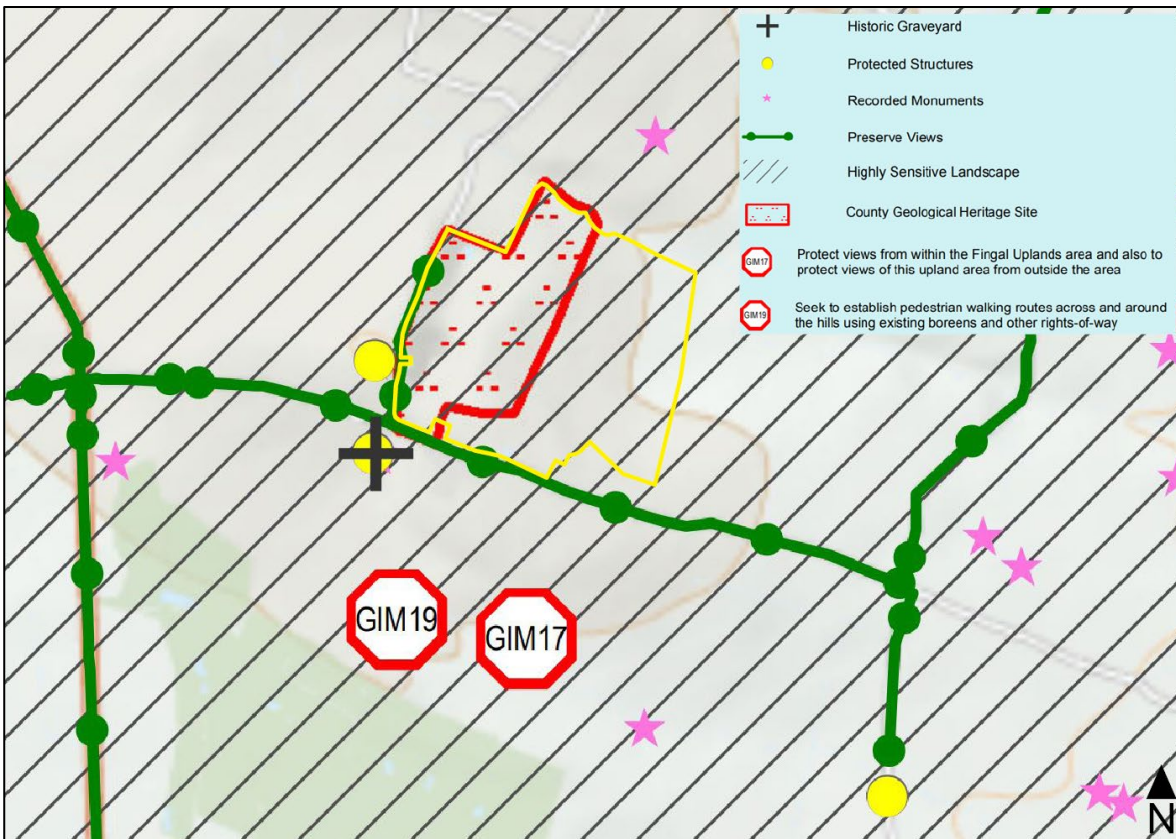 Historic Graveyard
Protected Structures
Recorded Monuments
Preserve Views
Highly Sensitive Landscape
County Geological Heritage Site
GIM17
Protect views from within the Fingal Uplands area and also to
protect views of this upland area from outside the area
GIM19
Seek to establish pedestrian walking routes across and around
the hills using existing boreens and other rights-of-way
GIM19
GIM17
N